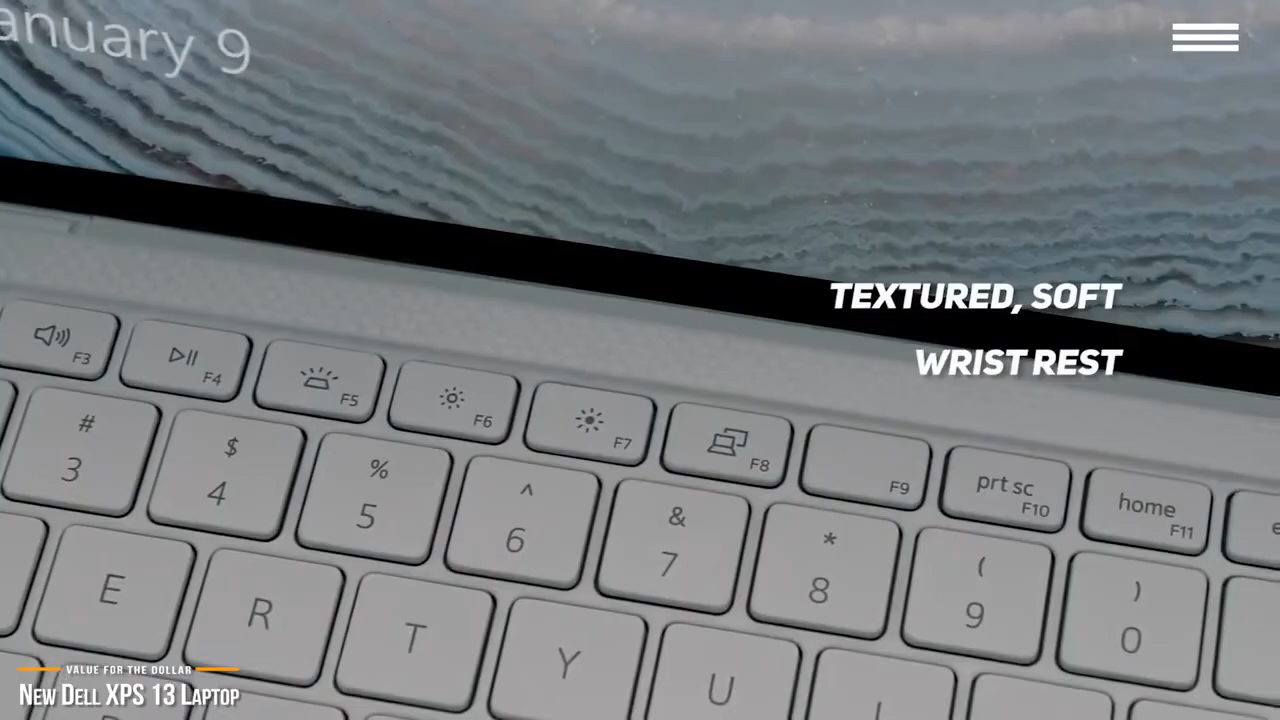 anuary 9
TEXTURED, SOFT
WRIST REST
F3
F4
F5
F6
F7
F8
F9
prt sc
F10
home
F11
e
#
3
$
4
%
5
^
6
&
7
*
8
(
9
)
0
E
R
T
Y
U
VALUE FOR THE DOLLAR
NEW DELL XPS 13 LAPTOP